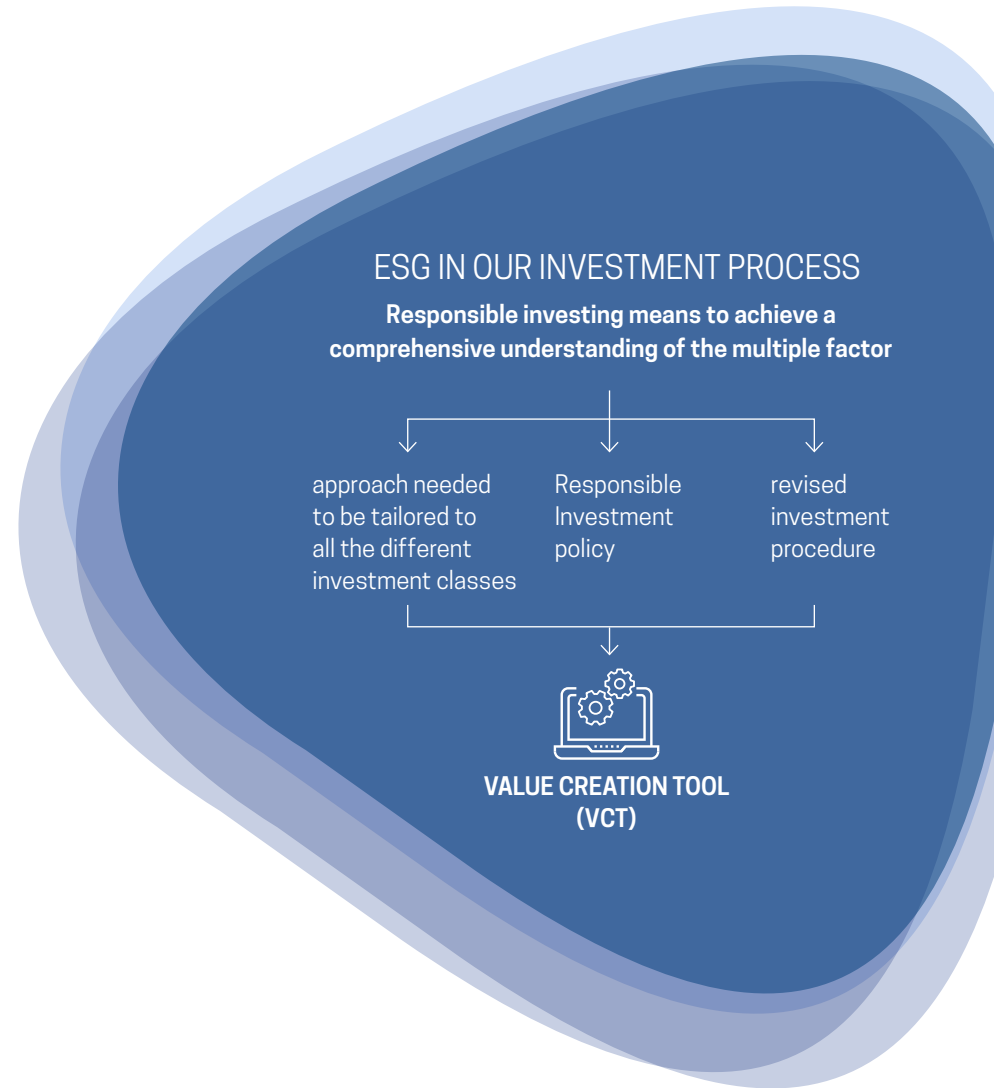 ESG IN OUR INVESTMENT PROCESS
Responsible investing means to achieve a
comprehensive understanding of the multiple factor
approach needed
to be tailored to
all the different
investment classes
Responsible
Investment
policy
revised
investment
procedure
VALUE CREATION TOOL
(VCT)